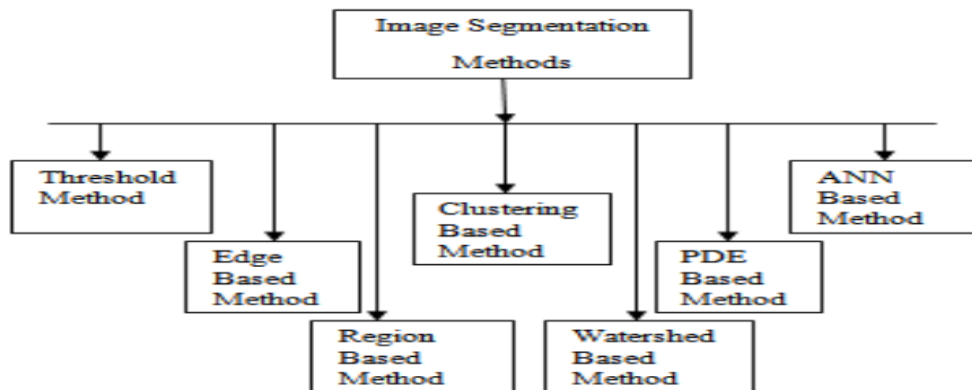 Image Segmentation
Methods
Threshold
Method
Edge
Based
Method
Region
Based
Method
Clustering
Based
Method
Watershed
Based
Method
PDE
Based
Method
ANN
Based
Method